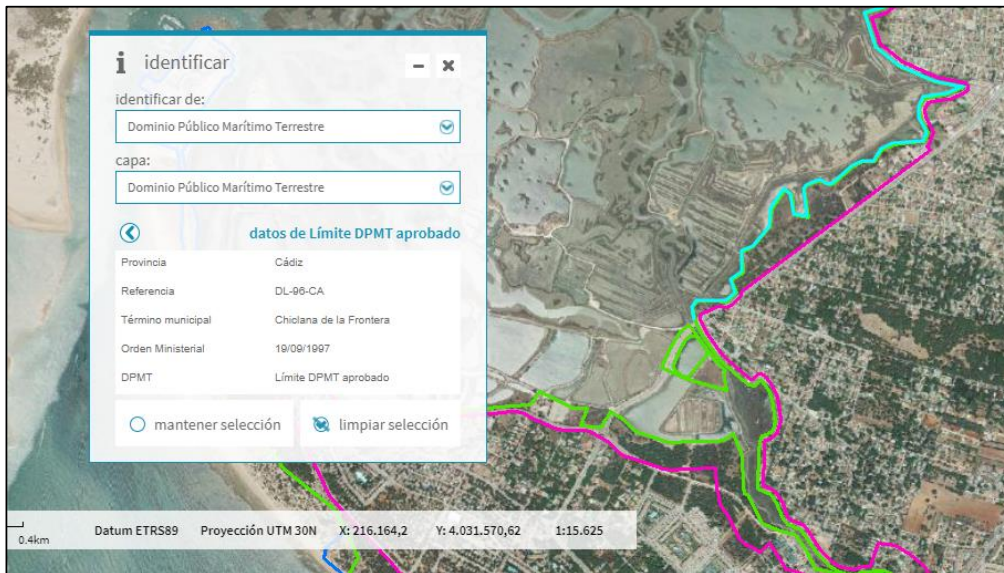 i identificar
identificar de:
Dominio Público Marítimo Terrestre
capa:
Dominio Público Marítimo Terrestre
datos de Límite DPMT aprobado
Provincia Cádiz
Referencia DL-96-CA
Término municipal Chiclana de la Frontera
Orden Ministerial 19/09/1997
DPMT Límite DPMT aprobado
mantener selección limpiar selección
0.4km Datum ETRS89 Proyección UTM 30N X: 216.164,2 Y: 4.031.570,62 1:15.625